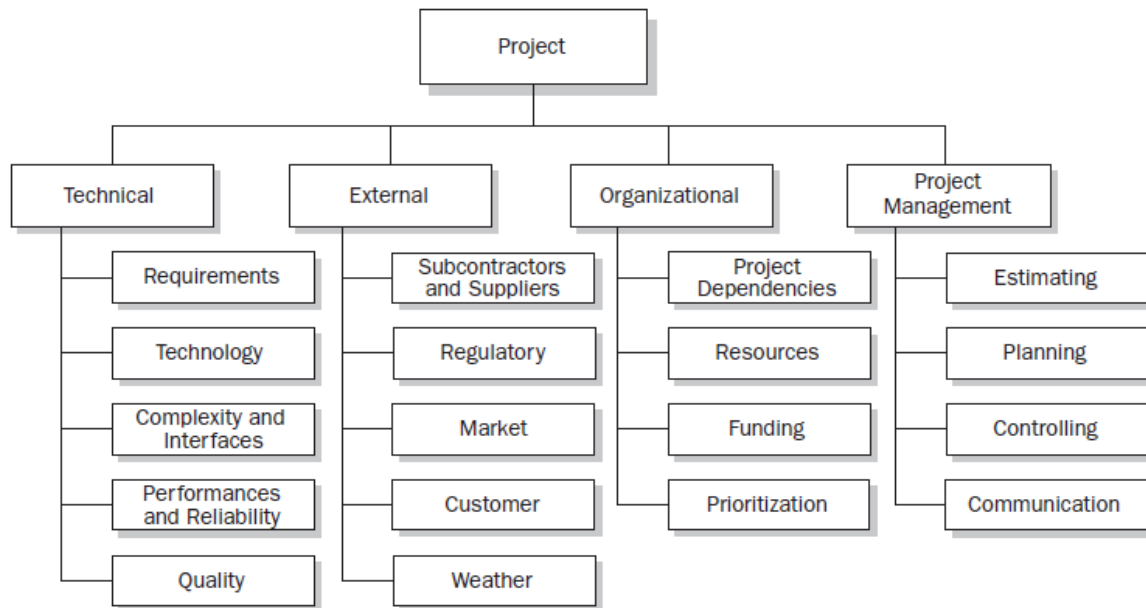 Project
Technical
External
Organizational
Project
Management
Requirements
Technology
Complexity and
Interfaces
Performances
and Reliability
Quality
Subcontractors
and Suppliers
Regulatory
Market
Customer
Weather
Project
Dependencies
Resources
Funding
Prioritization
Estimating
Planning
Controlling
Communication